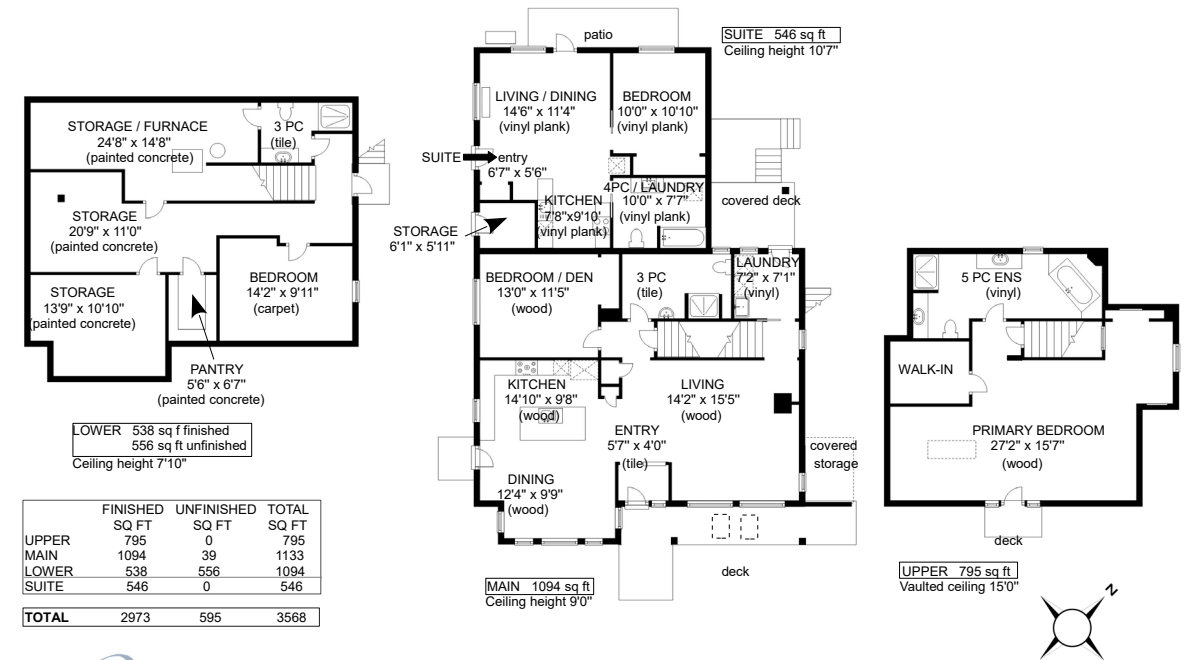 STORAGE / FURNACE
24'8" x 14'8"
(painted concrete)
3 PC
(tile)
STORAGE
20'9" x 11'0"
(painted concrete)
STORAGE
13'9" x 10'10"
(painted concrete)
BEDROOM
14'2" x 9'11"
(carpet)
PANTRY
5'6" x 6'7"
(painted concrete)
LOWER 538 sq f finished
556 sq ft unfinished
Ceiling height 7'10"
FINISHED UNFINISHED TOTAL
SQ FT SQ FT SQ FT
UPPER 795 0 795
MAIN 1094 39 1133
LOWER 538 556 1094
SUITE 546 0 546
TOTAL 2973 595 3568
patio
SUITE 546 sq ft
Ceiling height 10'7"
LIVING / DINING
14'6" x 11'4"
(vinyl plank)
BEDROOM
10'0" x 10'10"
(vinyl plank)
SUITE
entry
6'7" x 5'6"
KITCHEN
7'8"x9'10'
(vinyl plank)
4PC / LAUNDRY
10'0" x 7'7"
(vinyl plank)
covered deck
STORAGE
6'1" x 5'11"
BEDROOM / DEN
13'0" x 11'5"
(wood)
3 PC
(tile)
LAUNDRY
7'2" x 7'1"
(vinyl)
KITCHEN
14'10" x 9'8"
(wood)
LIVING
14'2" x 15'5"
(wood)
ENTRY
5'7" x 4'0"
(tile)
DINING
12'4" x 9'9"
(wood)
covered
storage
deck
MAIN 1094 sq ft
Ceiling height 9'0"
5 PC ENS
(vinyl)
WALK-IN
PRIMARY BEDROOM
27'2" x 15'7"
(wood)
deck
UPPER 795 sq ft
Vaulted ceiling 15'0"
N